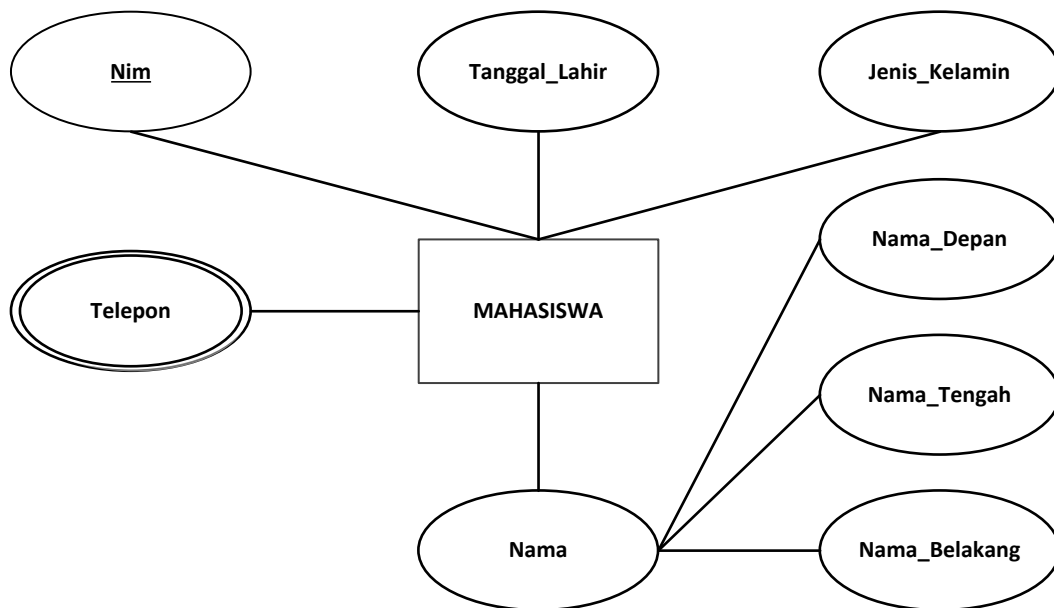 Nim
Tanggal_Lahir
Jenis_Kelamin
Nama_Depan
Telepon
MAHASISWA
Nama_Tengah
Nama
Nama_Belakang